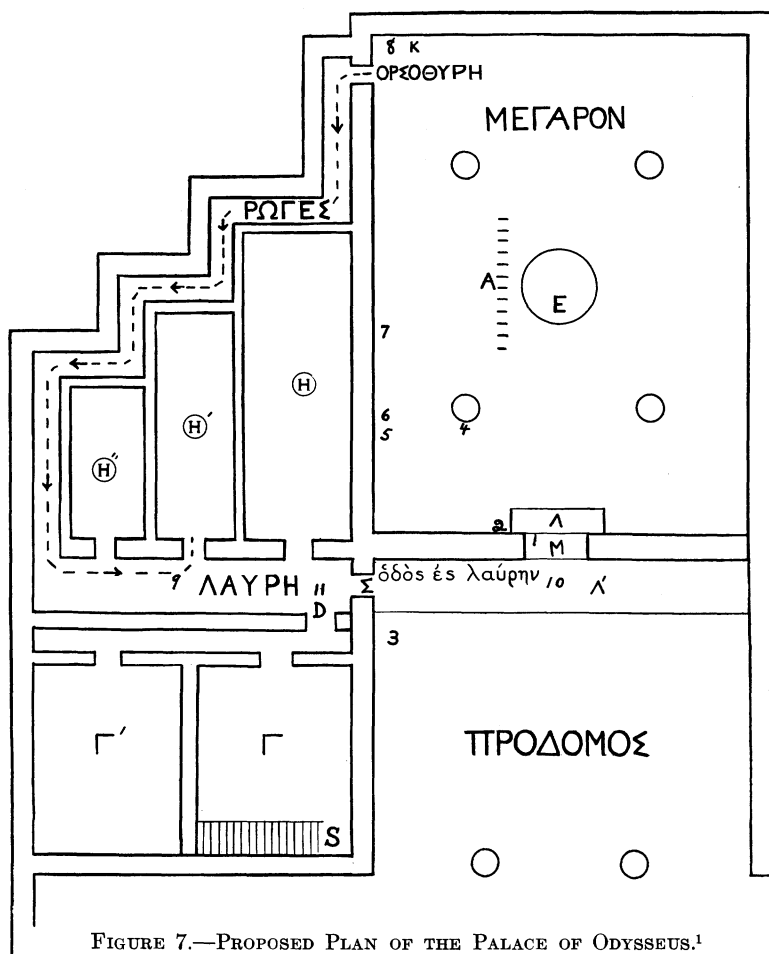 8 K
ΟΡΣΟΘΥΡΗ
ΜΕΓΑΡΟΝ
ΡΩΓΕΣ
A
E
7
H
6
5
4
H′
H″
2
Λ
1
M
9
ΛΑΥΡΗ
11
D
Σ
ὁδὸς ἐς λαύρην
10
Λ′
3
Γ′
Γ
ΠΡΟΔΟΜΟΣ
S
FIGURE 7.—PROPOSED PLAN OF THE PALACE OF ODYSSEUS.¹